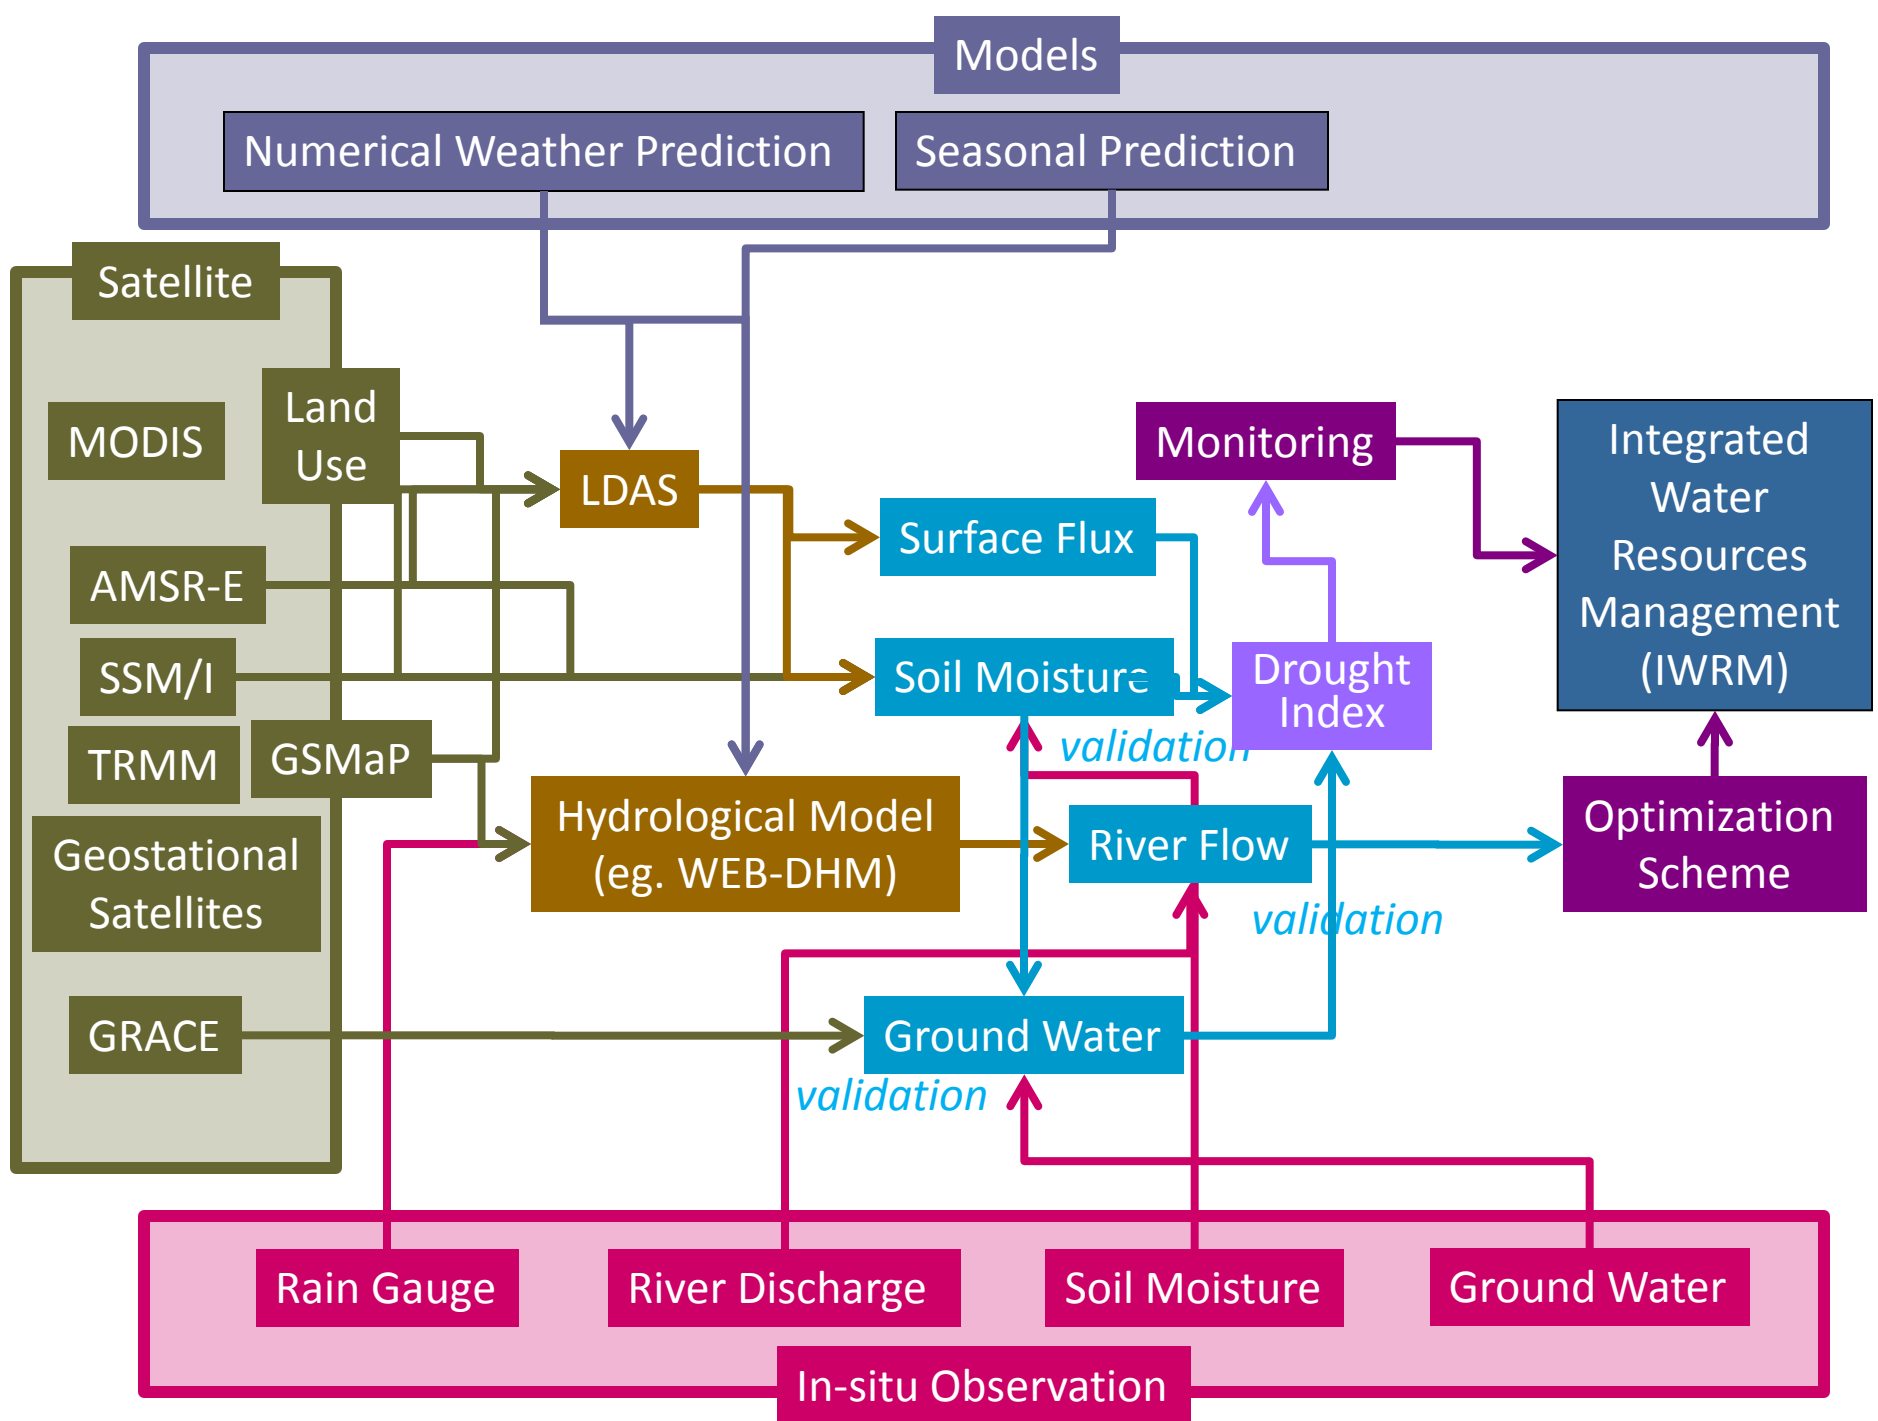 Models
Numerical Weather Prediction
Seasonal Prediction
Satellite
Land
Use
MODIS
LDAS
Monitoring
Integrated
Water
Resources
Management
(IWRM)
Surface Flux
AMSR-E
SSM/I
Soil Moisture
Drought
Index
validation
TRMM
GSMaP
Hydrological Model
(eg. WEB-DHM)
River Flow
Optimization
Scheme
Geostational
Satellites
validation
GRACE
Ground Water
validation
Rain Gauge
River Discharge
Soil Moisture
Ground Water
In-situ Observation